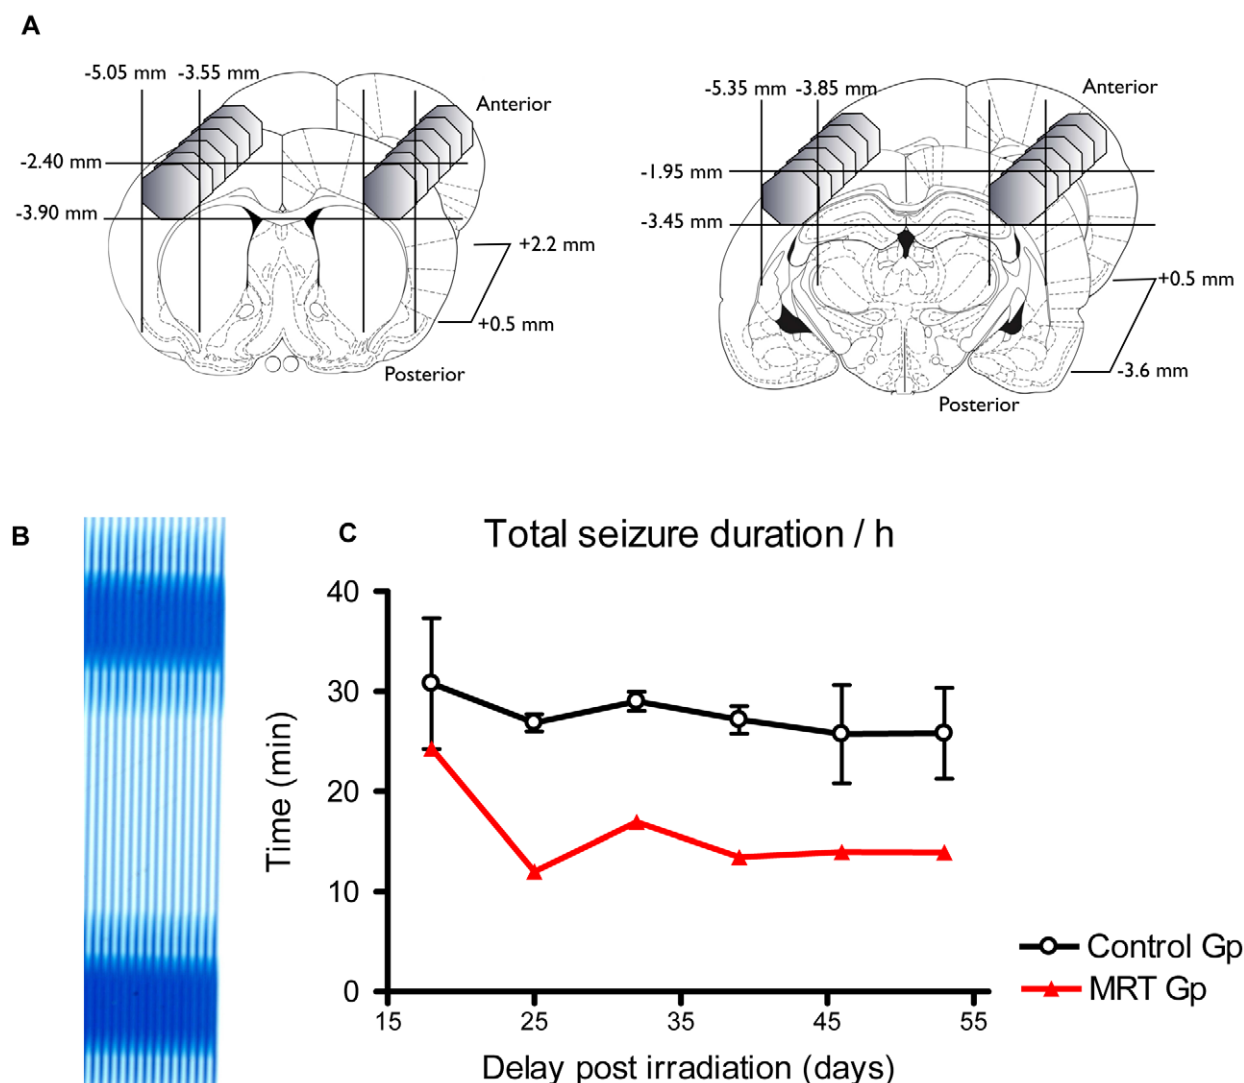 A
-5.05 mm -3.55 mm
Anterior
-2.40 mm
-3.90 mm
+2.2 mm
+0.5 mm
Posterior
-5.35 mm -3.85 mm
Anterior
-1.95 mm
-3.45 mm
+0.5 mm
-3.6 mm
Posterior
B
C
Total seizure duration / h
Time (min)
40
30
20
10
0
15 25 35 45 55
Delay post irradiation (days)
Control Gp
MRT Gp